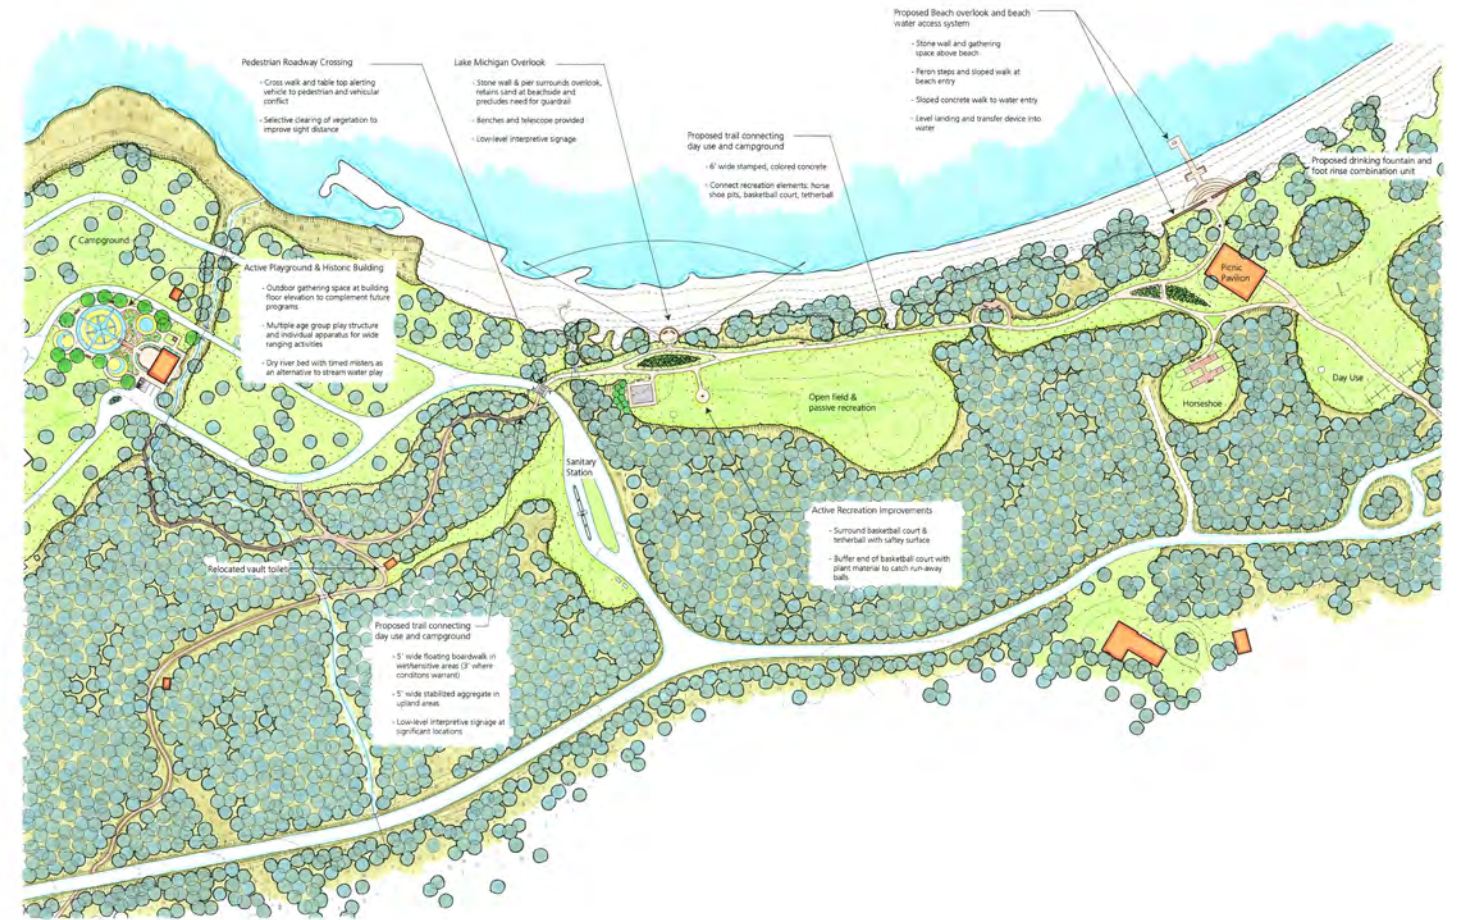 Proposed Beach overlook and beach
water access system
- Stone wall and gathering
space above beach
- Peron steps and sloped walk at
beach entry
- Sloped concrete walk to water entry
- Level landing and transfer device into
water
Pedestrian Roadway Crossing
- Cross walk and table top alerting
vehicle to pedestrian and vehicular
conflict
- Selective clearing of vegetation to
improve sight distance
Lake Michigan Overlook
- Stone wall & pier surrounds overlook,
retains sand at beachside and
precludes need for guardrail
- Benches and telescope provided
- Low-level interpretive signage
Proposed trail connecting
day use and campground
- 6' wide stamped, colored concrete
- Connect recreation elements: horse
shoe pits, basketball court, tetherball
Proposed drinking fountain and
foot rinse combination unit
Campground
Active Playground & Historic Building
- Outdoor gathering space at building
floor elevation to complement future
programs
- Multiple age group play structure
and individual apparatus for wide
ranging activities
- Dry river bed with timed misters as
an alternative to stream water play
Picnic
Pavilion
Day Use
Horseshoe
Open field &
passive recreation
Sanitary
Station
Active Recreation Improvements
- Surround basketball court &
tetherball with saftey surface
- Buffer end of basketball court with
plant material to catch run-away
balls
Relocated vault toilet
Proposed trail connecting
day use and campground
- 5' wide floating boardwalk in
wet/sensitive areas (3' where
conditons warrant)
- 5' wide stabilized aggregate in
upland areas
- Low-level interpretive signage at
significant locations